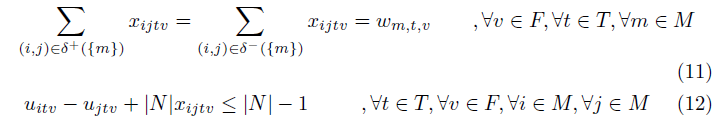 ∑_{(i,j)∈δ⁺({m})} x_{ijtv} = ∑_{(i,j)∈δ⁻({m})} x_{ijtv} = w_{m,t,v} , ∀v ∈ F, ∀t ∈ T, ∀m ∈ M
(11)
u_{itv} − u_{jtv} + |N|x_{ijtv} ≤ |N| − 1 , ∀t ∈ T, ∀v ∈ F, ∀i ∈ M, ∀j ∈ M (12)